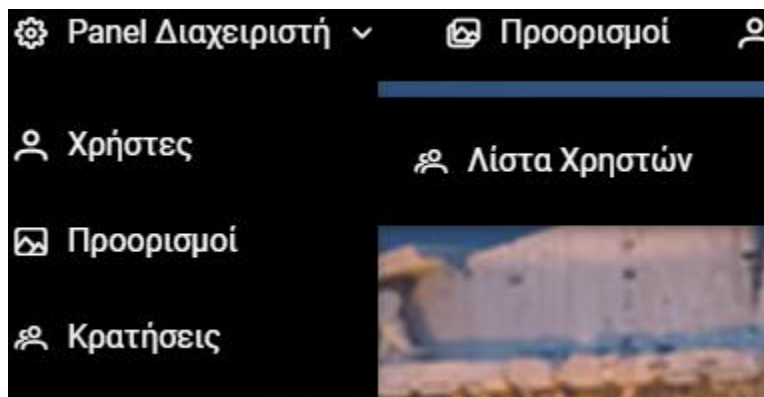 Panel Διαχειριστή
Προορισμοί
Χρήστες
Λίστα Χρηστών
Προορισμοί
Κρατήσεις